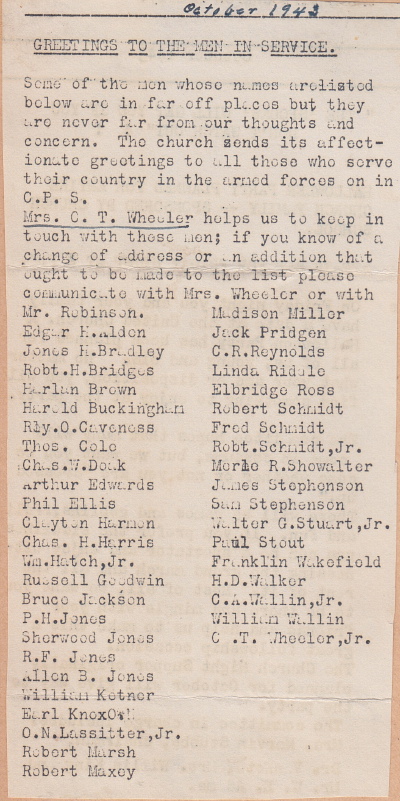 October 1943
GREETINGS TO THE MEN IN SERVICE.
Some of the men whose names arelisted
below are in far off places but they
are never far from our thoughts and
concern. The church sends its affect-
ionate greetings to all those who serve
their country in the armed forces on in
C.P. S.
Mrs. C. T. Wheeler helps us to keep in
touch with these men; if you know of a
change of address or an addition that
ought to be made to the list please
communicate with Mrs. Wheeler or with
Mr. Robinson.
Edgar H.Alden
Jones H.Bradley
Robt.H.Bridges
Harlan Brown
Harold Buckingham
Ray.O.Caveness
Thos. Cole
Chas.W.Doak
Arthur Edwards
Phil Ellis
Clayton Harmon
Chas. H.Harris
Wm.Hatch,Jr.
Russell Goodwin
Bruce Jackson
P.H.Jones
Sherwood Jones
R.F. Jones
Allen B. Jones
William Ketner
Earl Knox
O.N.Lassiter,Jr.
Robert Marsh
Robert Maxey
Madison Miller
Jack Pridgen
C.R.Reynolds
Linda Riddle
Elbridge Ross
Robert Schmidt
Fred Schmidt
Robt.Schmidt,Jr.
Merle R.Showalter
James Stephenson
Sam Stephenson
Walter G.Stuart,Jr.
Paul Stout
Franklin Wakefield
H.D.Walker
C.A.Wallin,Jr.
William Wallin
C .T. Wheeler,Jr.